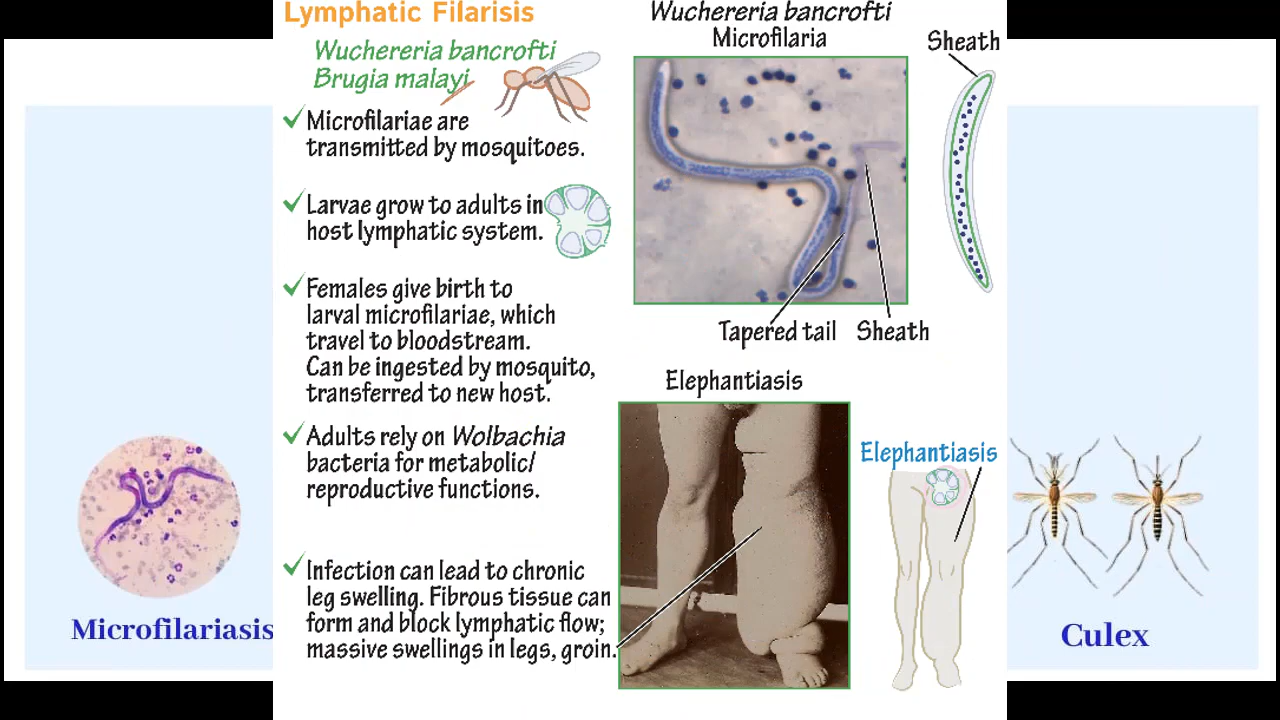 Lymphatic Filarisis
Wuchereria bancrofti
Brugia malayi
Microfilariae are
transmitted by mosquitoes.
Larvae grow to adults in
host lymphatic system.
Females give birth to
larval microfilariae, which
travel to bloodstream.
Can be ingested by mosquito,
transferred to new host.
Adults rely on Wolbachia
bacteria for metabolic/
reproductive functions.
Infection can lead to chronic
leg swelling. Fibrous tissue can
form and block lymphatic flow;
massive swellings in legs, groin.
Wuchereria bancrofti
Microfilaria
Sheath
Tapered tail
Sheath
Elephantiasis
Elephantiasis
Microfilariasis
Culex